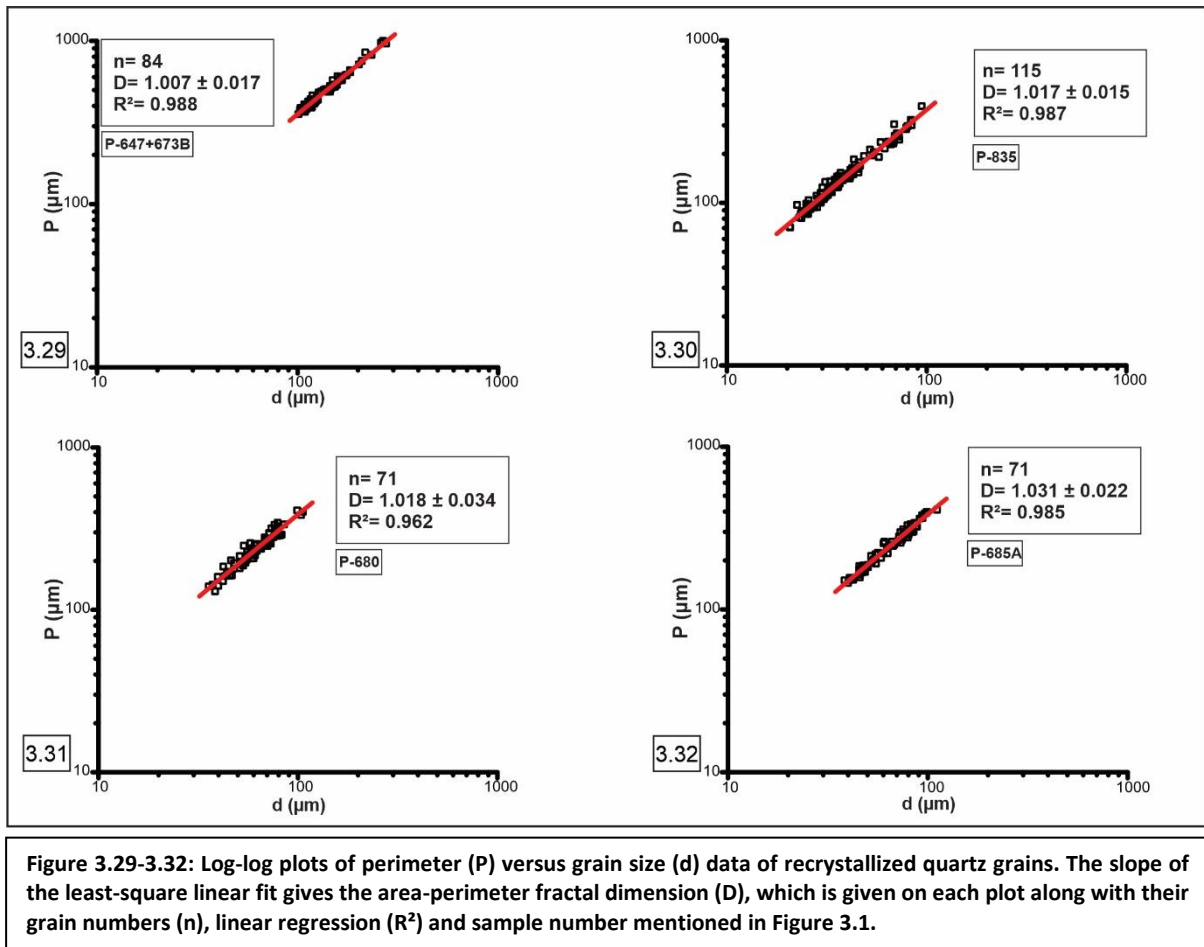 1000
n= 84
D= 1.007 ± 0.017
R²= 0.988
P-647+673B
P (µm)
100
3.29
10
10 100 1000
d (µm)
1000
n= 115
D= 1.017 ± 0.015
R²= 0.987
P-835
P (µm)
100
3.30
10
10 100 1000
d (µm)
1000
n= 71
D= 1.018 ± 0.034
R²= 0.962
P-680
P (µm)
100
3.31
10
10 100 1000
d (µm)
1000
n= 71
D= 1.031 ± 0.022
R²= 0.985
P-685A
P (µm)
100
3.32
10
10 100 1000
d (µm)
Figure 3.29-3.32: Log-log plots of perimeter (P) versus grain size (d) data of recrystallized quartz grains. The slope of
the least-square linear fit gives the area-perimeter fractal dimension (D), which is given on each plot along with their
grain numbers (n), linear regression (R²) and sample number mentioned in Figure 3.1.